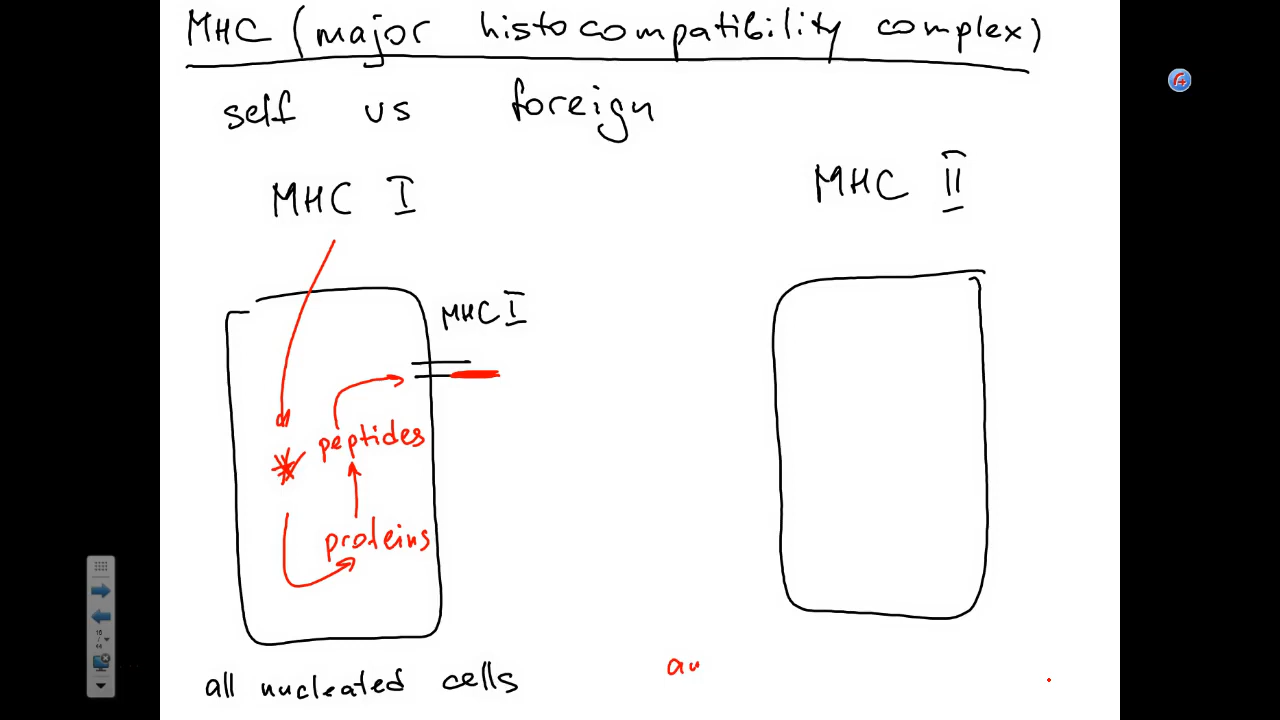 MHC (major histocompatibility complex)
self vs foreign
MHC I
MHC II
MHC I
peptides
proteins
all nucleated cells